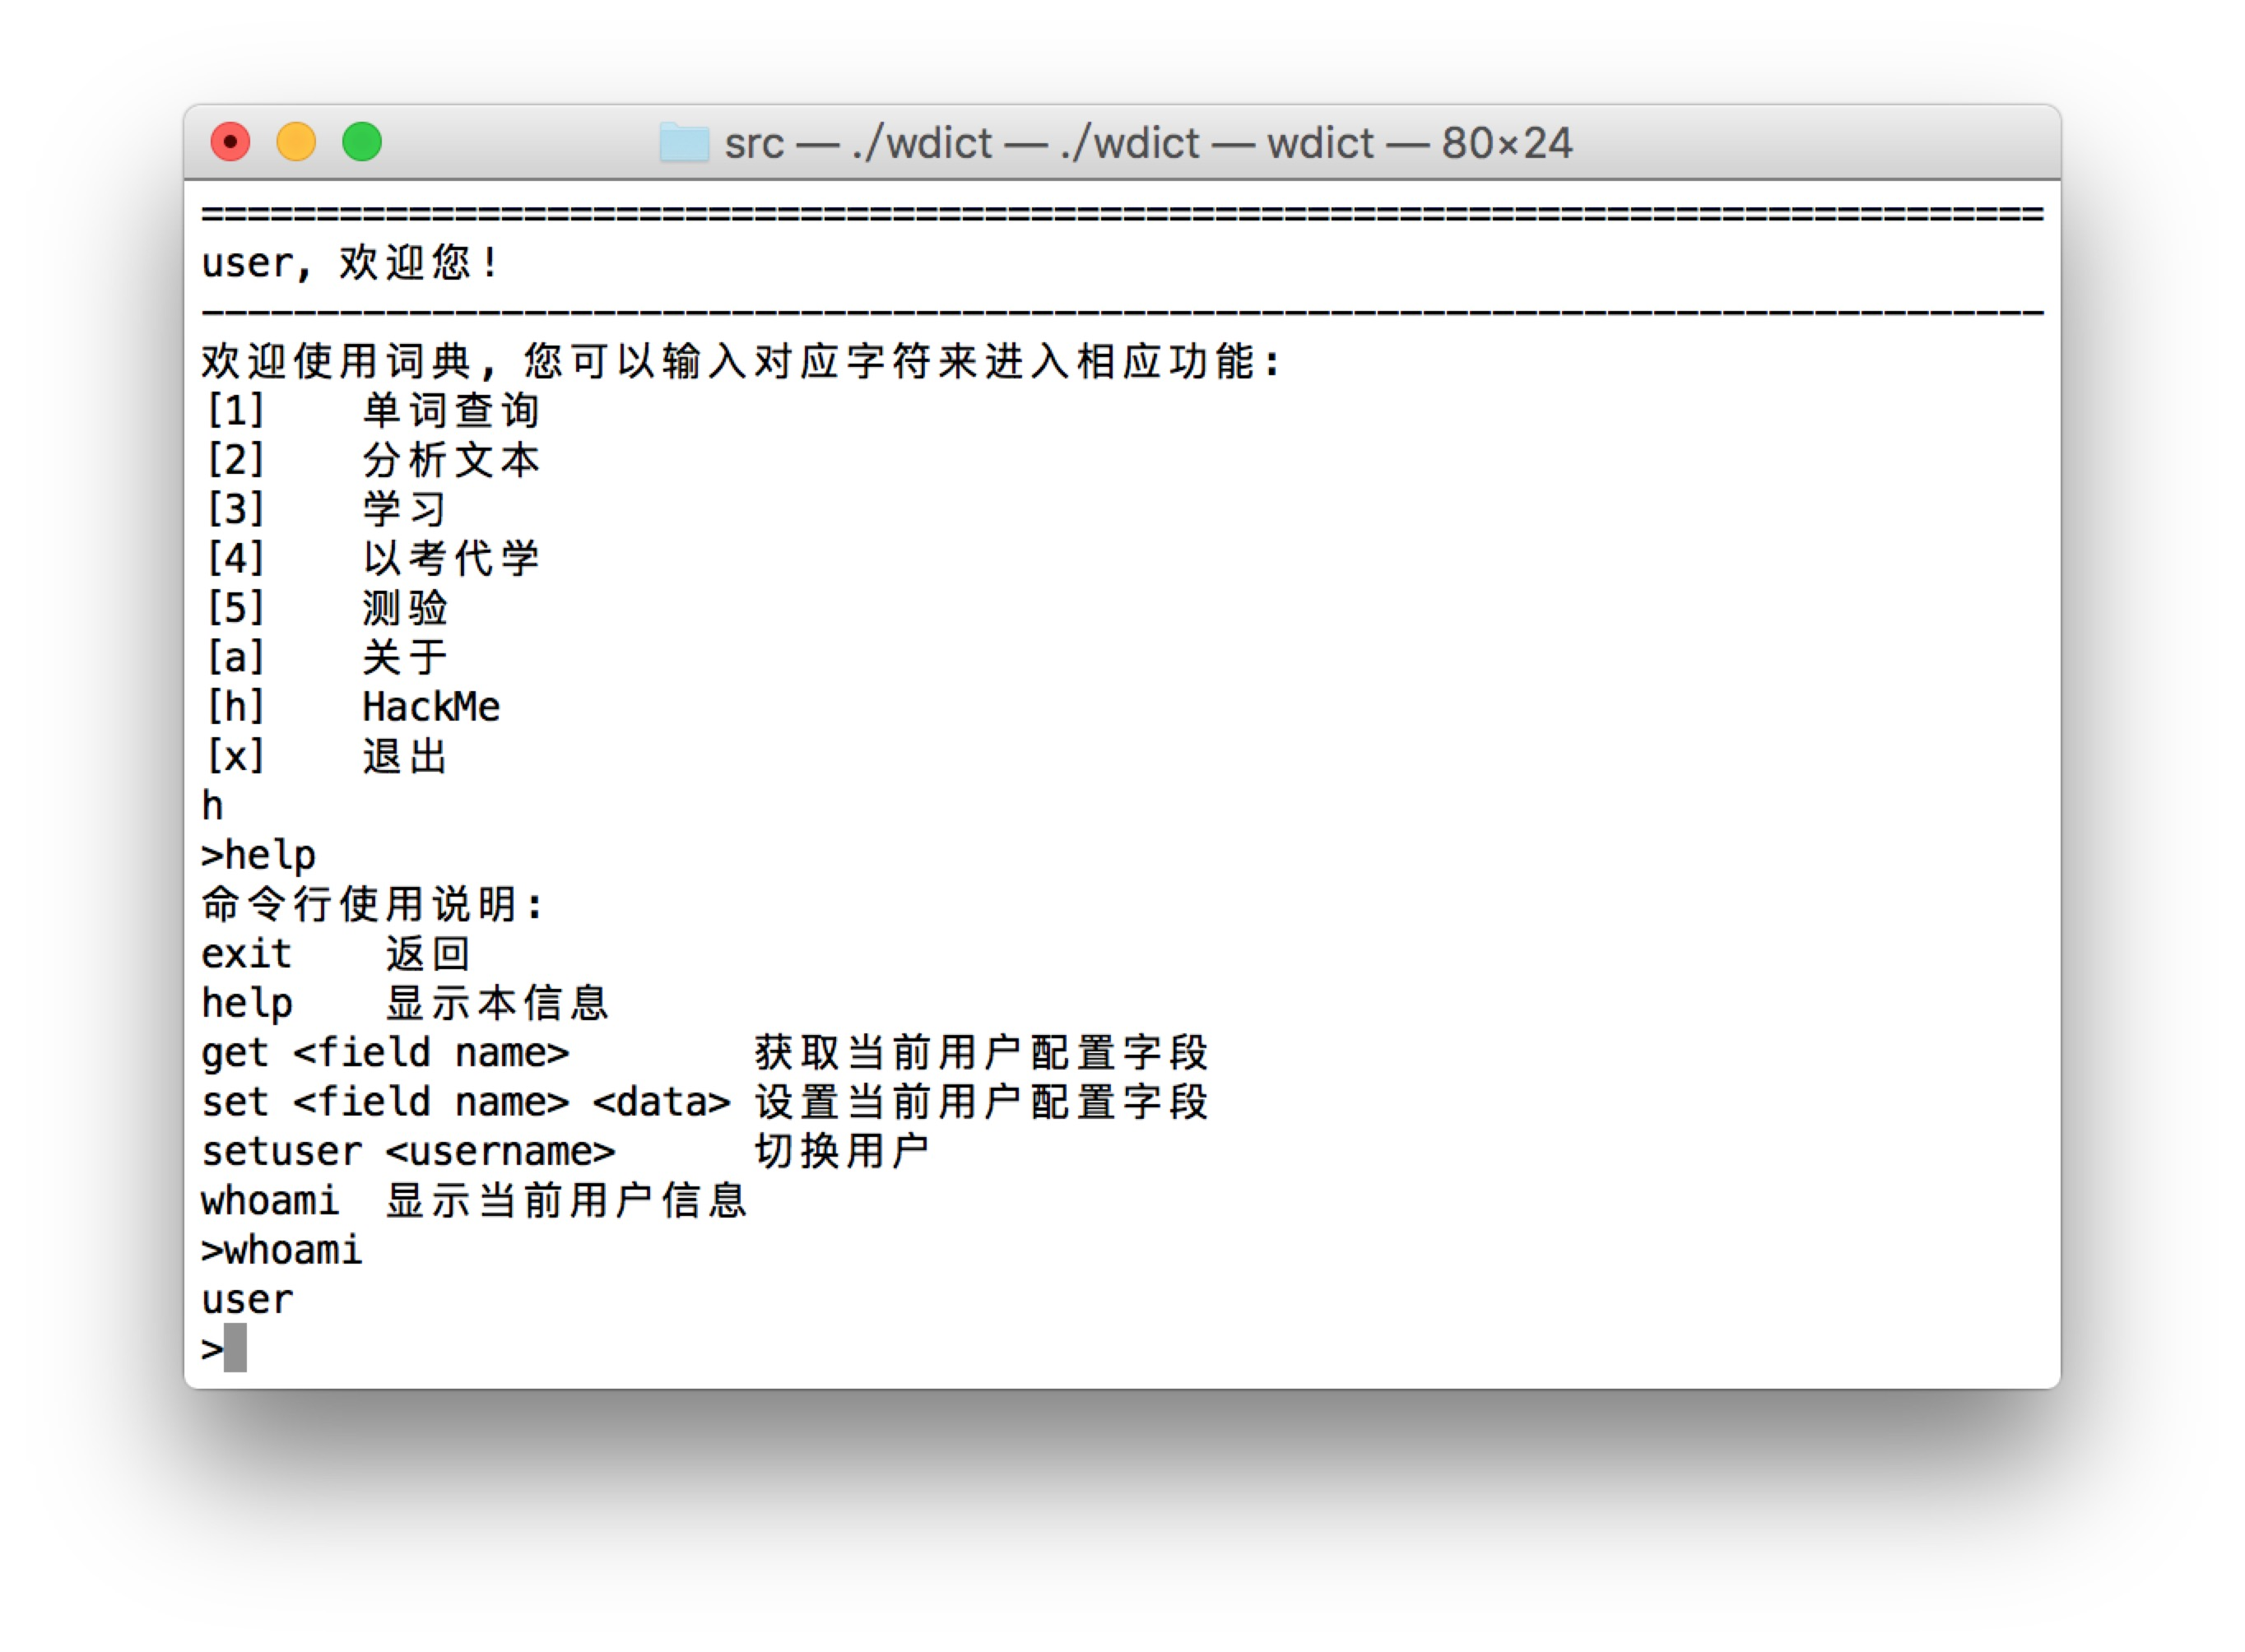 src — ./wdict — ./wdict — wdict — 80×24
================================================================================
user, 欢迎您!
--------------------------------------------------------------------------------
欢迎使用词典, 您可以输入对应字符来进入相应功能:
[1]    单词查询
[2]    分析文本
[3]    学习
[4]    以考代学
[5]    测验
[a]    关于
[h]    HackMe
[x]    退出
h
>help
命令行使用说明:
exit    返回
help    显示本信息
get <field name>        获取当前用户配置字段
set <field name> <data> 设置当前用户配置字段
setuser <username>      切换用户
whoami  显示当前用户信息
>whoami
user
>